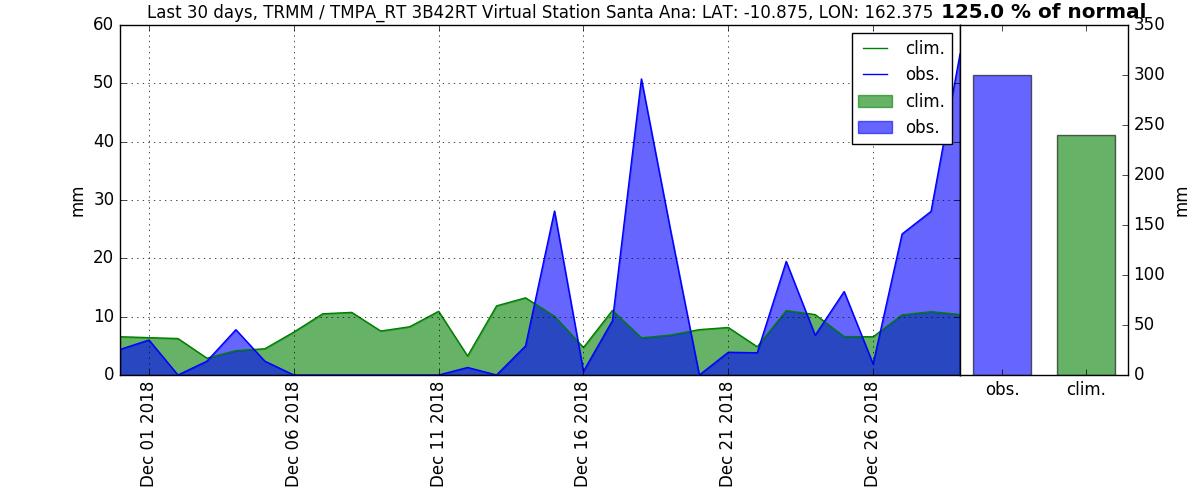 Last 30 days, TRMM / TMPA_RT 3B42RT Virtual Station Santa Ana: LAT: -10.875, LON: 162.375 125.0 % of normal
60
50
40
30
20
10
0
mm
clim.
obs.
clim.
obs.
350
300
250
200
150
100
50
0
mm
Dec 01 2018
Dec 06 2018
Dec 11 2018
Dec 16 2018
Dec 21 2018
Dec 26 2018
obs.
clim.